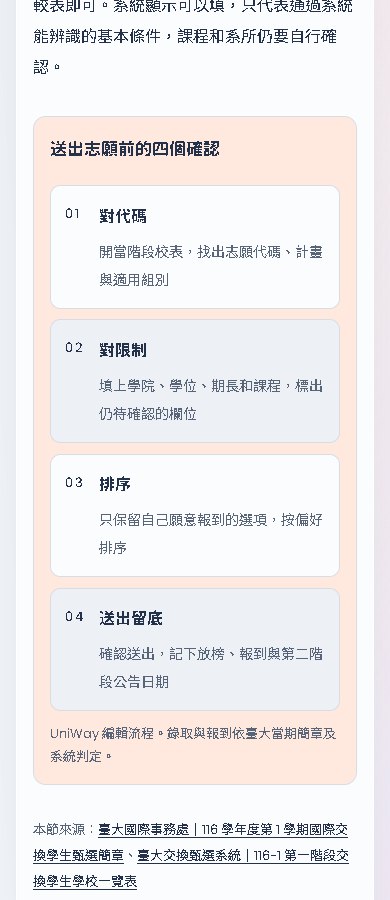 較表即可。系統顯示可以填，只代表通過系統
能辨識的基本條件，課程和系所仍要自行確
認。
送出志願前的四個確認
01 對代碼
開當階段校表，找出志願代碼、計畫
與適用組別
02 對限制
填上學院、學位、期長和課程，標出
仍待確認的欄位
03 排序
只保留自己願意報到的選項，按偏好
排序
04 送出留底
確認送出，記下放榜、報到與第二階
段公告日期
UniWay 編輯流程。錄取與報到依臺大當期簡章及
系統判定。
本節來源：臺大國際事務處｜116 學年度第 1 學期國際交
換學生甄選簡章、臺大交換甄選系統｜116-1 第一階段交
換學生學校一覽表